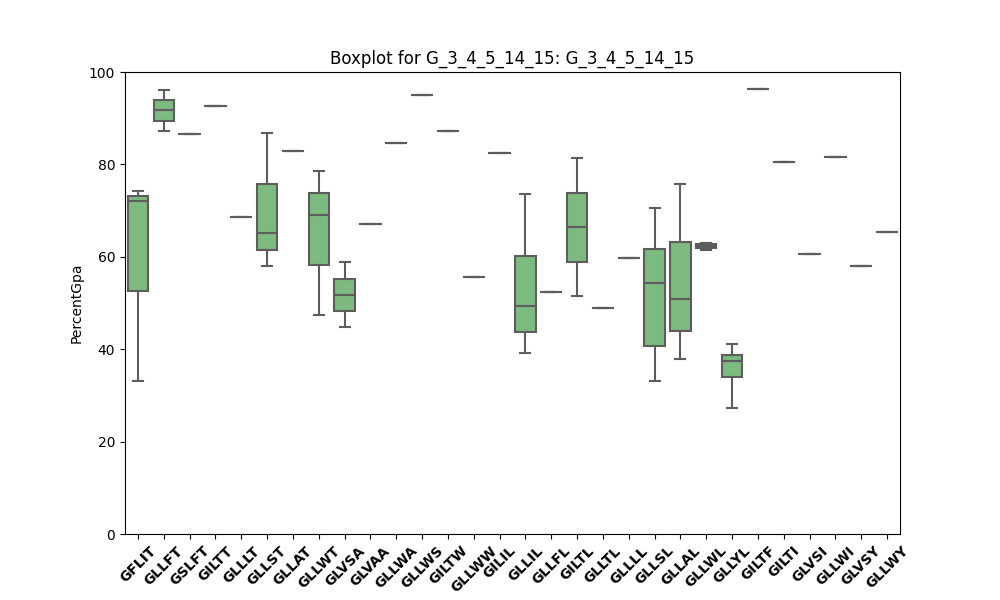 Boxplot for G_3_4_5_14_15: G_3_4_5_14_15
100
80
60
40
20
0
PercentGpa
GFLIT
GLLFT
GSLFT
GILTT
GLLLT
GLLST
GLLAT
GLLWT
GLVSA
GLVAA
GLLWA
GLLWS
GILTW
GLLWW
GILIL
GLLIL
GLLFL
GILTL
GLLTL
GLLLL
GLLSL
GLLAL
GLLWL
GLLYL
GILTF
GILTI
GLVSI
GLLWI
GLVSY
GLLWY